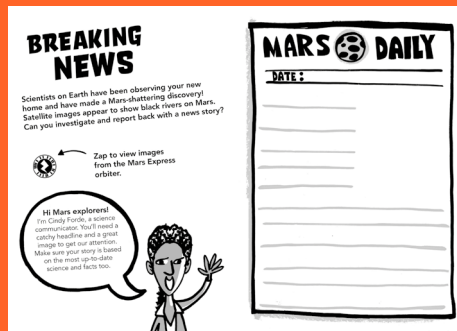 BREAKING
NEWS
Scientists on Earth have been observing your new
home and have made a Mars-shattering discovery!
Satellite images appear to show black rivers on Mars.
Can you investigate and report back with a news story?
Zap to view images
from the Mars Express
orbiter.
Hi Mars explorers!
I'm Cindy Forde, a science
communicator. You'll need a
catchy headline and a great
image to get our attention.
Make sure your story is based
on the most up-to-date
science and facts too.
MARS DAILY
DATE: